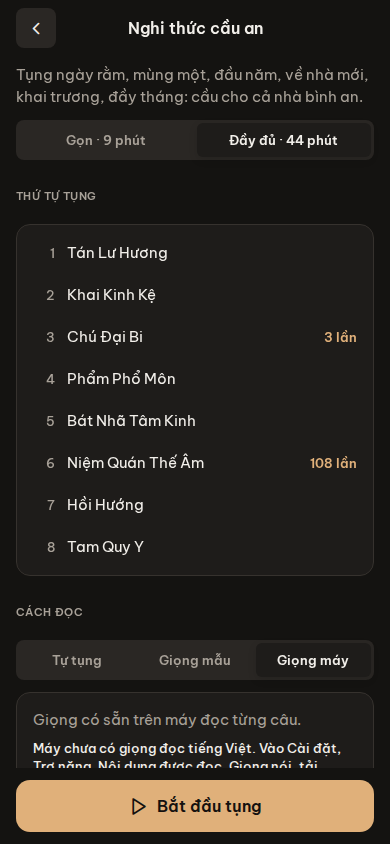 Nghi thức cầu an
Tụng ngày rằm, mùng một, đầu năm, về nhà mới,
khai trương, đầy tháng: cầu cho cả nhà bình an.
Gọn · 9 phút
Đầy đủ · 44 phút
THỨ TỰ TỤNG
1 Tán Lư Hương
2 Khai Kinh Kệ
3 Chú Đại Bi 3 lần
4 Phẩm Phổ Môn
5 Bát Nhã Tâm Kinh
6 Niệm Quán Thế Âm 108 lần
7 Hồi Hướng
8 Tam Quy Y
CÁCH ĐỌC
Tự tụng
Giọng mẫu
Giọng máy
Giọng có sẵn trên máy đọc từng câu.
Máy chưa có giọng đọc tiếng Việt. Vào Cài đặt,
Trợ năng, Nội dung được đọc, Giọng nói, tải
Bắt đầu tụng